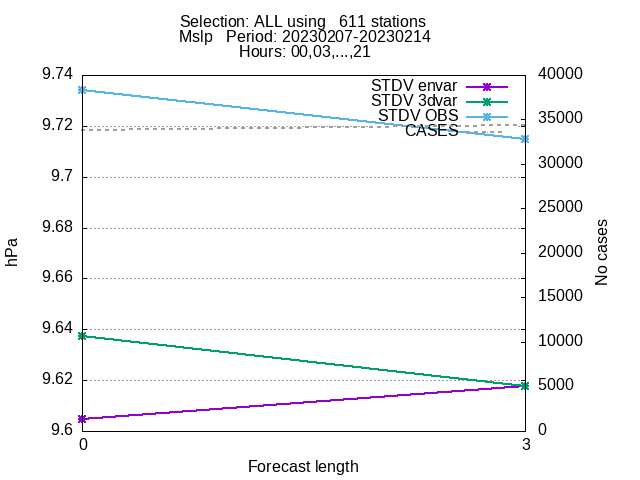 Selection: ALL using   611 stations
Mslp   Period: 20230207-20230214
Hours: 00,03,...,21
STDV envar
STDV 3dvar
STDV OBS
CASES
9.74
9.72
9.7
9.68
9.66
9.64
9.62
9.6
40000
35000
30000
25000
20000
15000
10000
5000
0
hPa
No cases
0
3
Forecast length